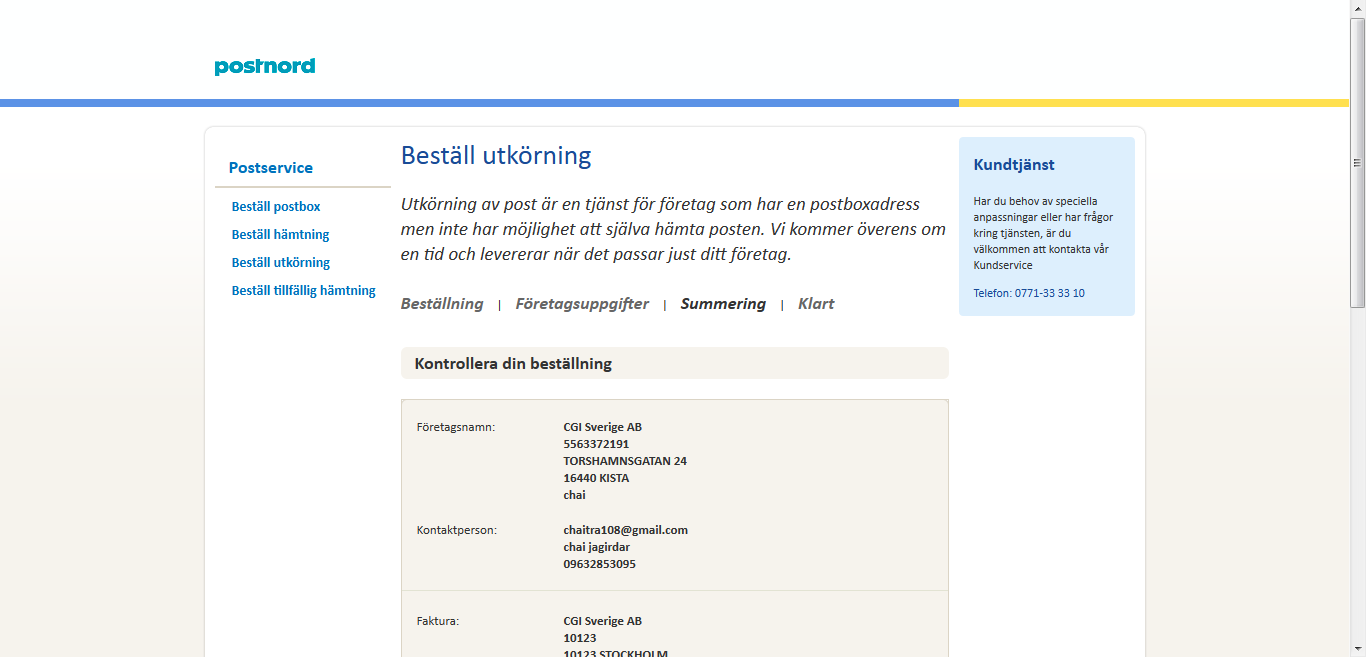 postnord
Postservice
Beställ postbox
Beställ hämtning
Beställ utkörning
Beställ tillfällig hämtning
Beställ utkörning
Utkörning av post är en tjänst för företag som har en postboxadress
men inte har möjlighet att själva hämta posten. Vi kommer överens om
en tid och levererar när det passar just ditt företag.
Beställning | Företagsuppgifter | Summering | Klart
Kontrollera din beställning
Företagsnamn: CGI Sverige AB
5563372191
TORSHAMNSGATAN 24
16440 KISTA
chai
Kontaktperson: chaitra108@gmail.com
chai jagirdar
09632853095
Faktura: CGI Sverige AB
10123
10123 STOCKHOLM
Kundtjänst
Har du behov av speciella
anpassningar eller har frågor
kring tjänsten, är du
välkommen att kontakta vår
Kundservice
Telefon: 0771-33 33 10